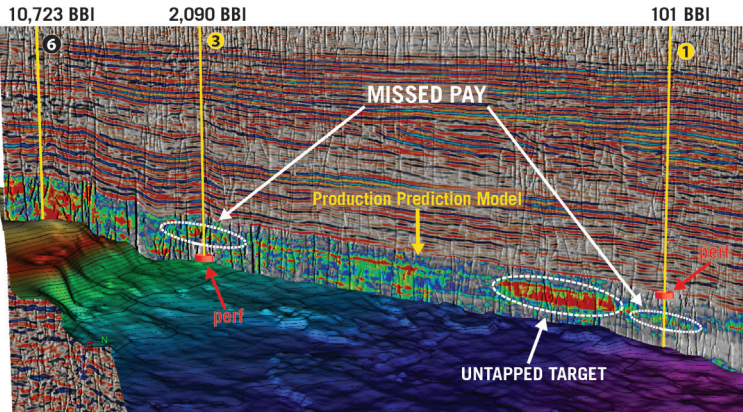 10,723 BBI
2,090 BBI
101 BBI
6
3
1
MISSED PAY
Production Prediction Model
perf
perf
N
UNTAPPED TARGET